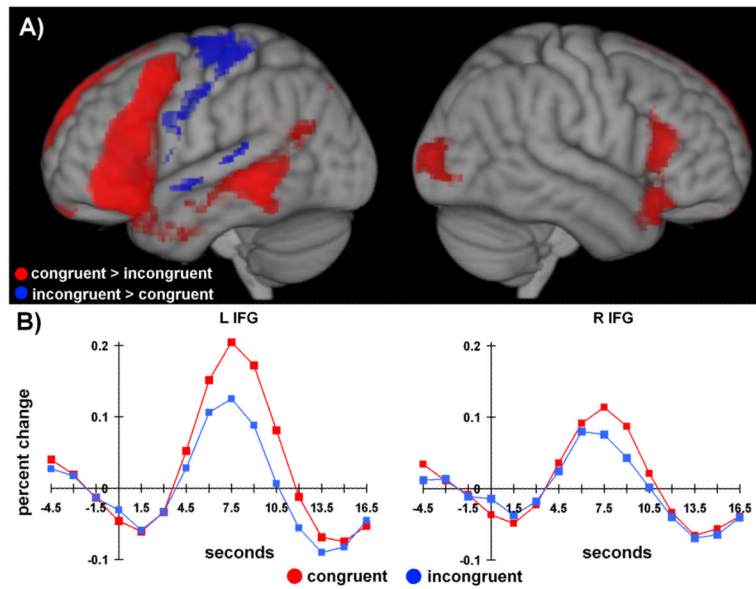 A)
congruent > incongruent
incongruent > congruent
B)
L IFG
R IFG
percent change
0.2
0.1
0
-0.1
-4.5 -1.5 1.5 4.5 7.5 10.5 13.5 16.5
seconds
0.2
0.1
0
-0.1
-4.5 -1.5 1.5 4.5 7.5 10.5 13.5 16.5
seconds
congruent incongruent